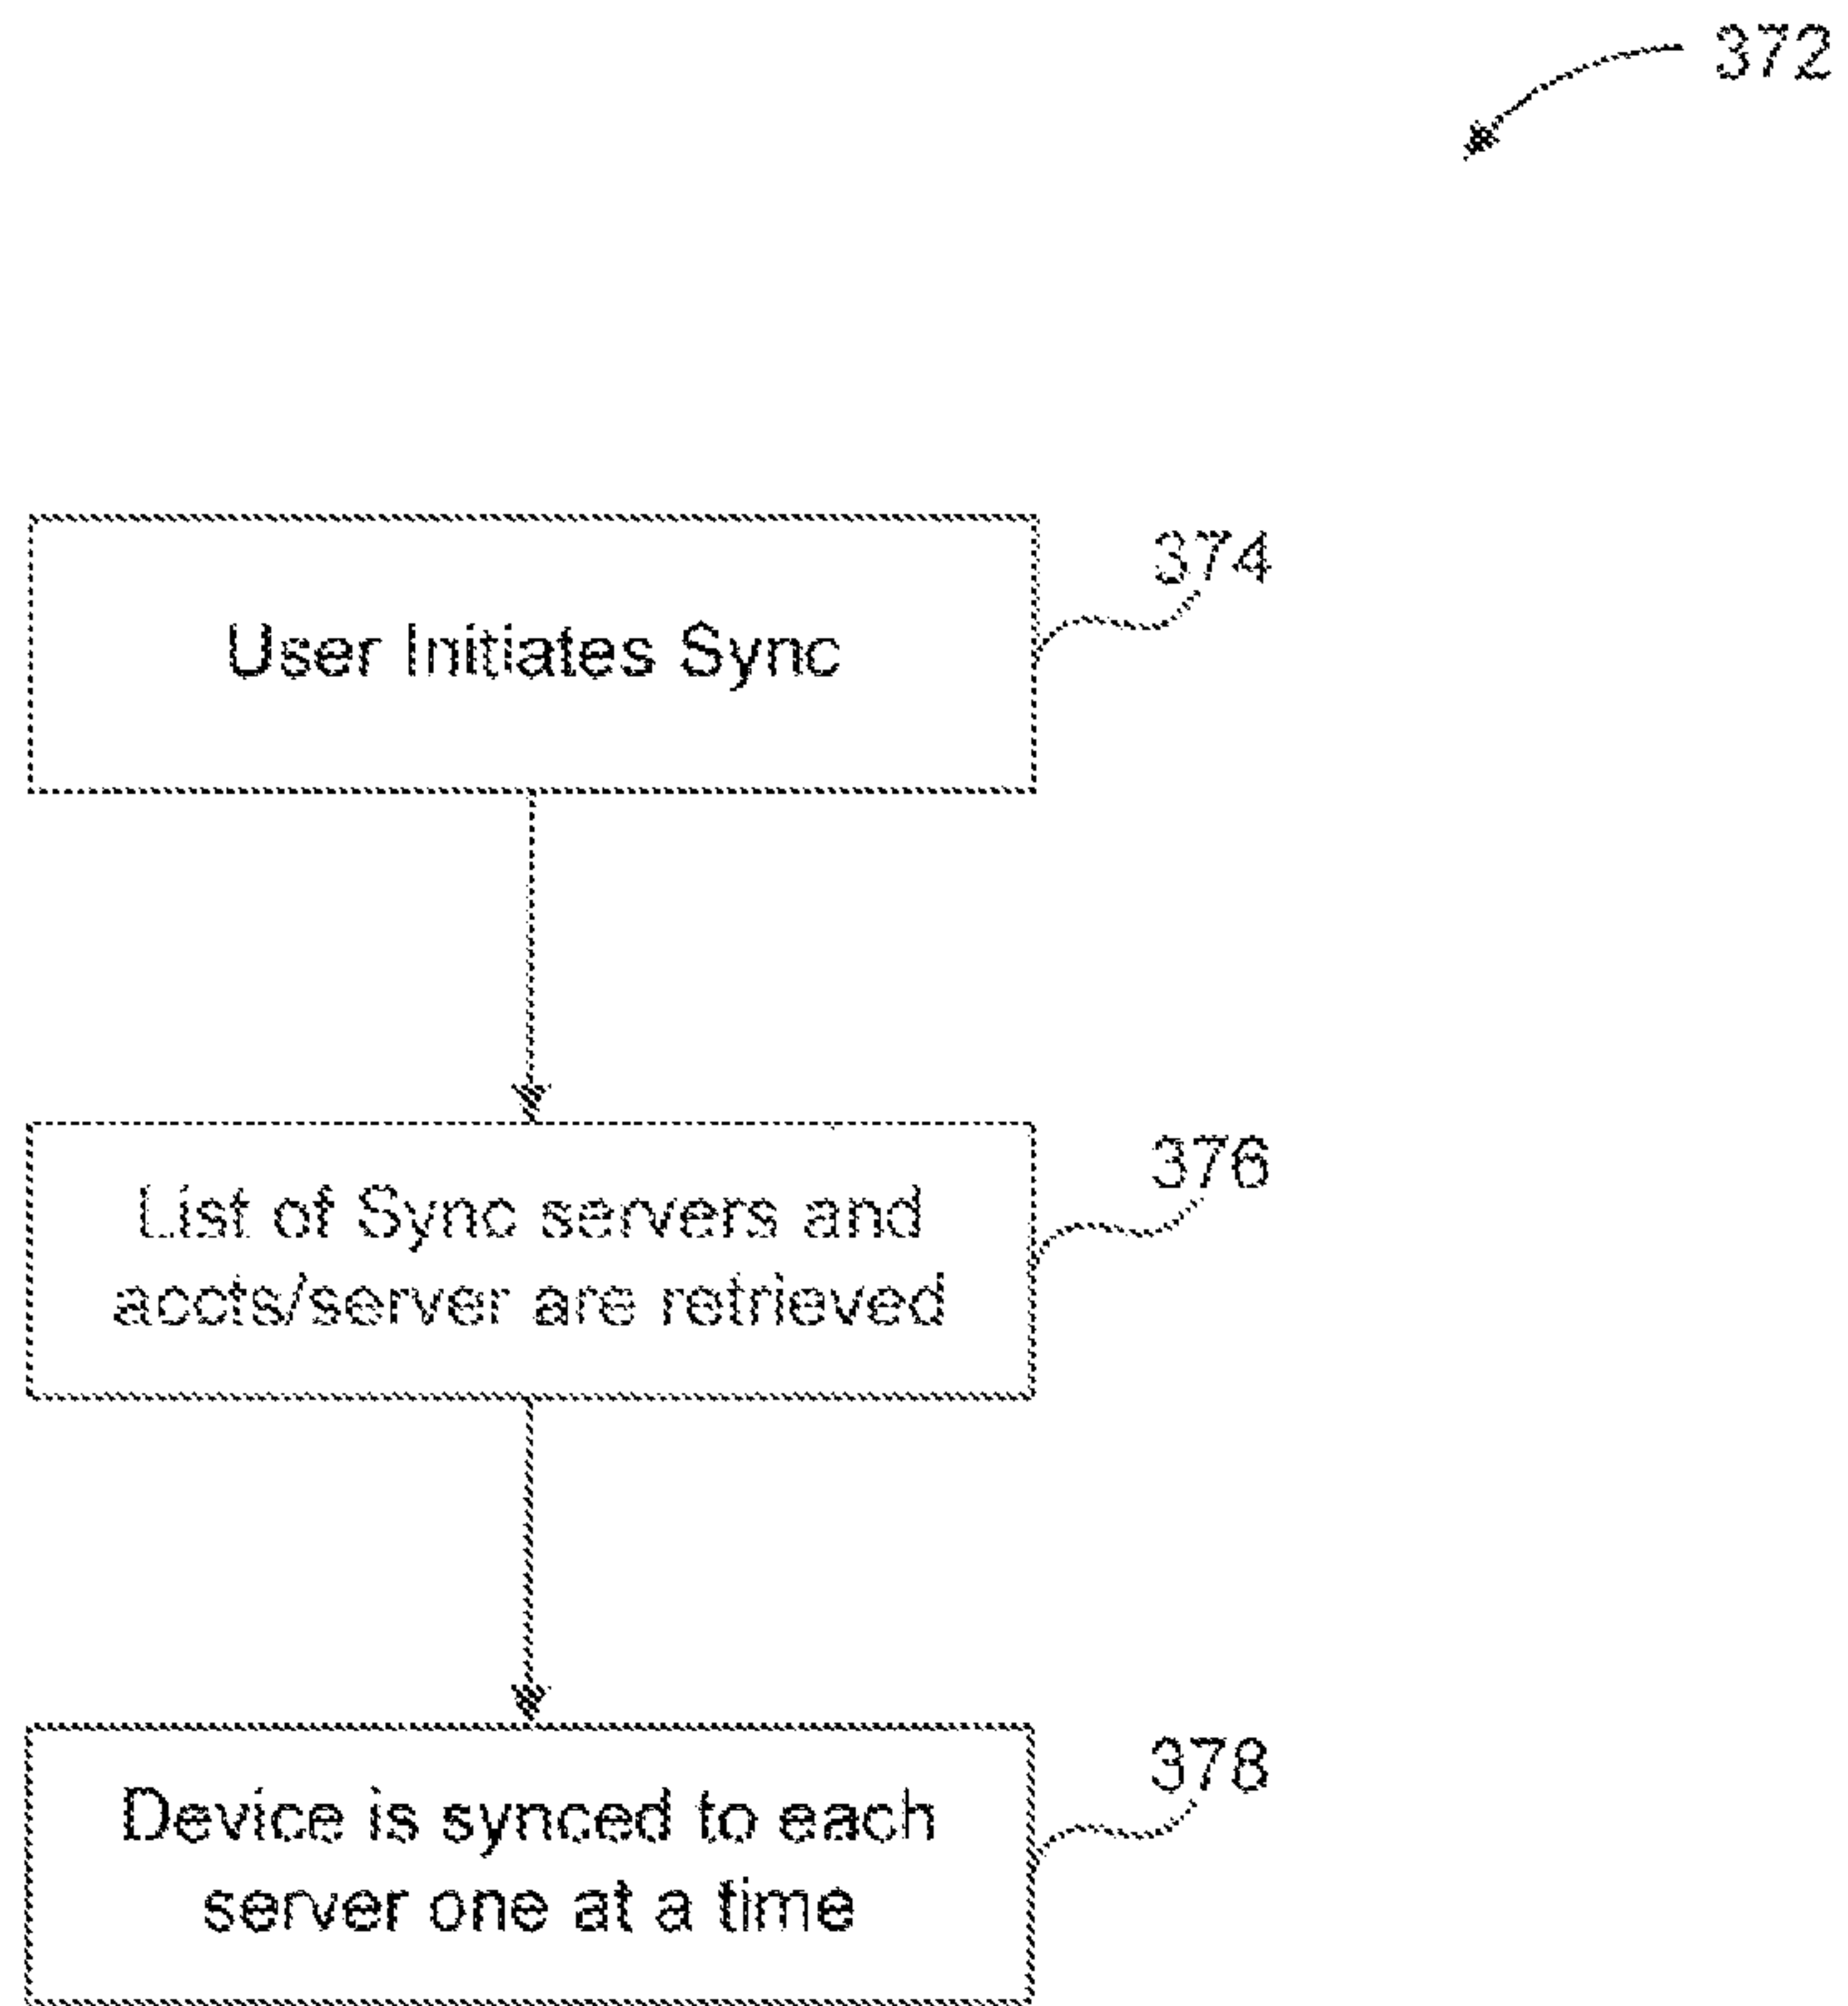 372
374
User Initiates Sync
376
List of Sync servers and
accts/server are retrieved
378
Device is synced to each
server one at a time